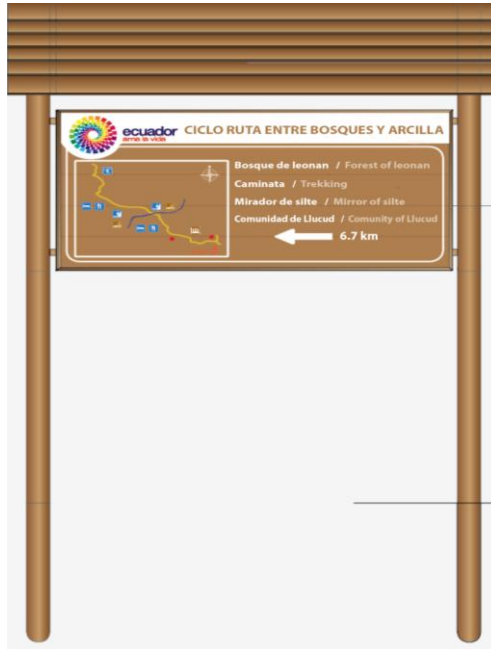 ecuador
ama la vida
CICLO RUTA ENTRE BOSQUES Y ARCILLA
Bosque de leonan / Forest of leonan
Caminata / Trekking
Mirador de silte / Mirror of silte
Comunidad de Llucud / Comunity of Llucud
6.7 km